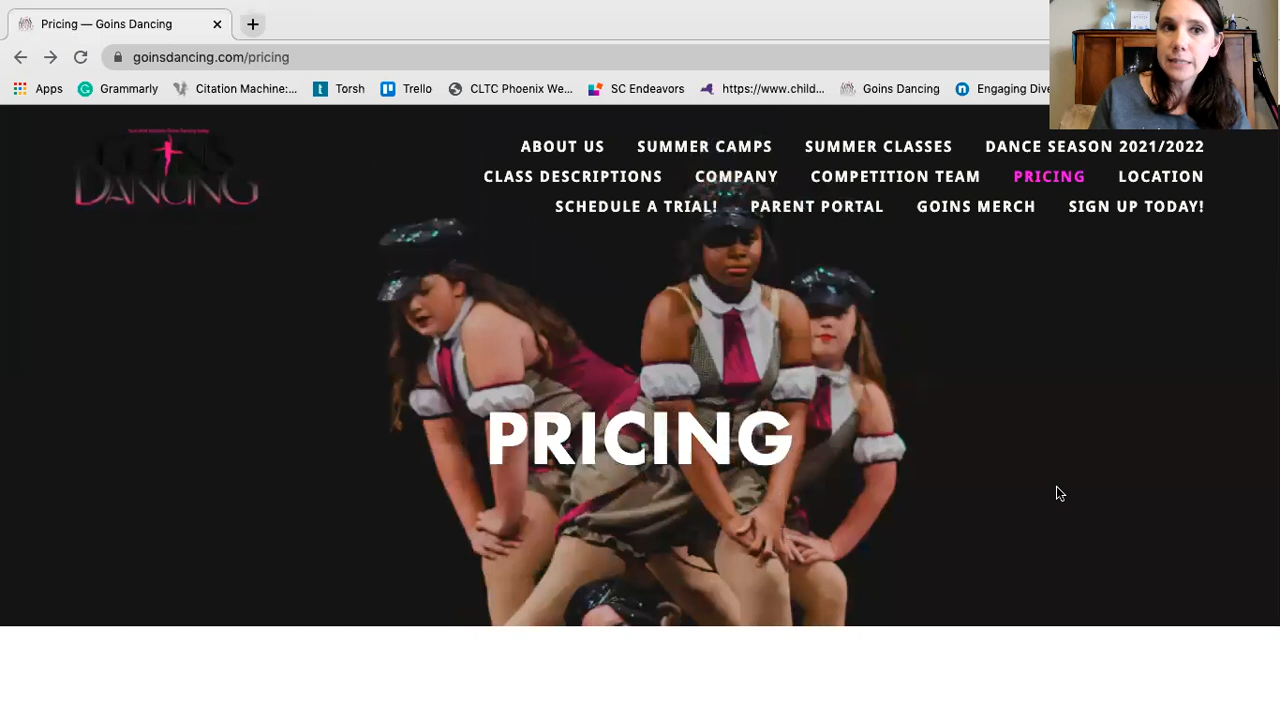 Pricing — Goins Dancing
goinsdancing.com/pricing
Apps Grammarly Citation Machine:... Torsh Trello CLTC Phoenix We... SC Endeavors https://www.child... Goins Dancing Engaging Dive
GOINS
DANCING
ABOUT US SUMMER CAMPS SUMMER CLASSES DANCE SEASON 2021/2022
CLASS DESCRIPTIONS COMPANY COMPETITION TEAM PRICING LOCATION
SCHEDULE A TRIAL! PARENT PORTAL GOINS MERCH SIGN UP TODAY!
PRICING